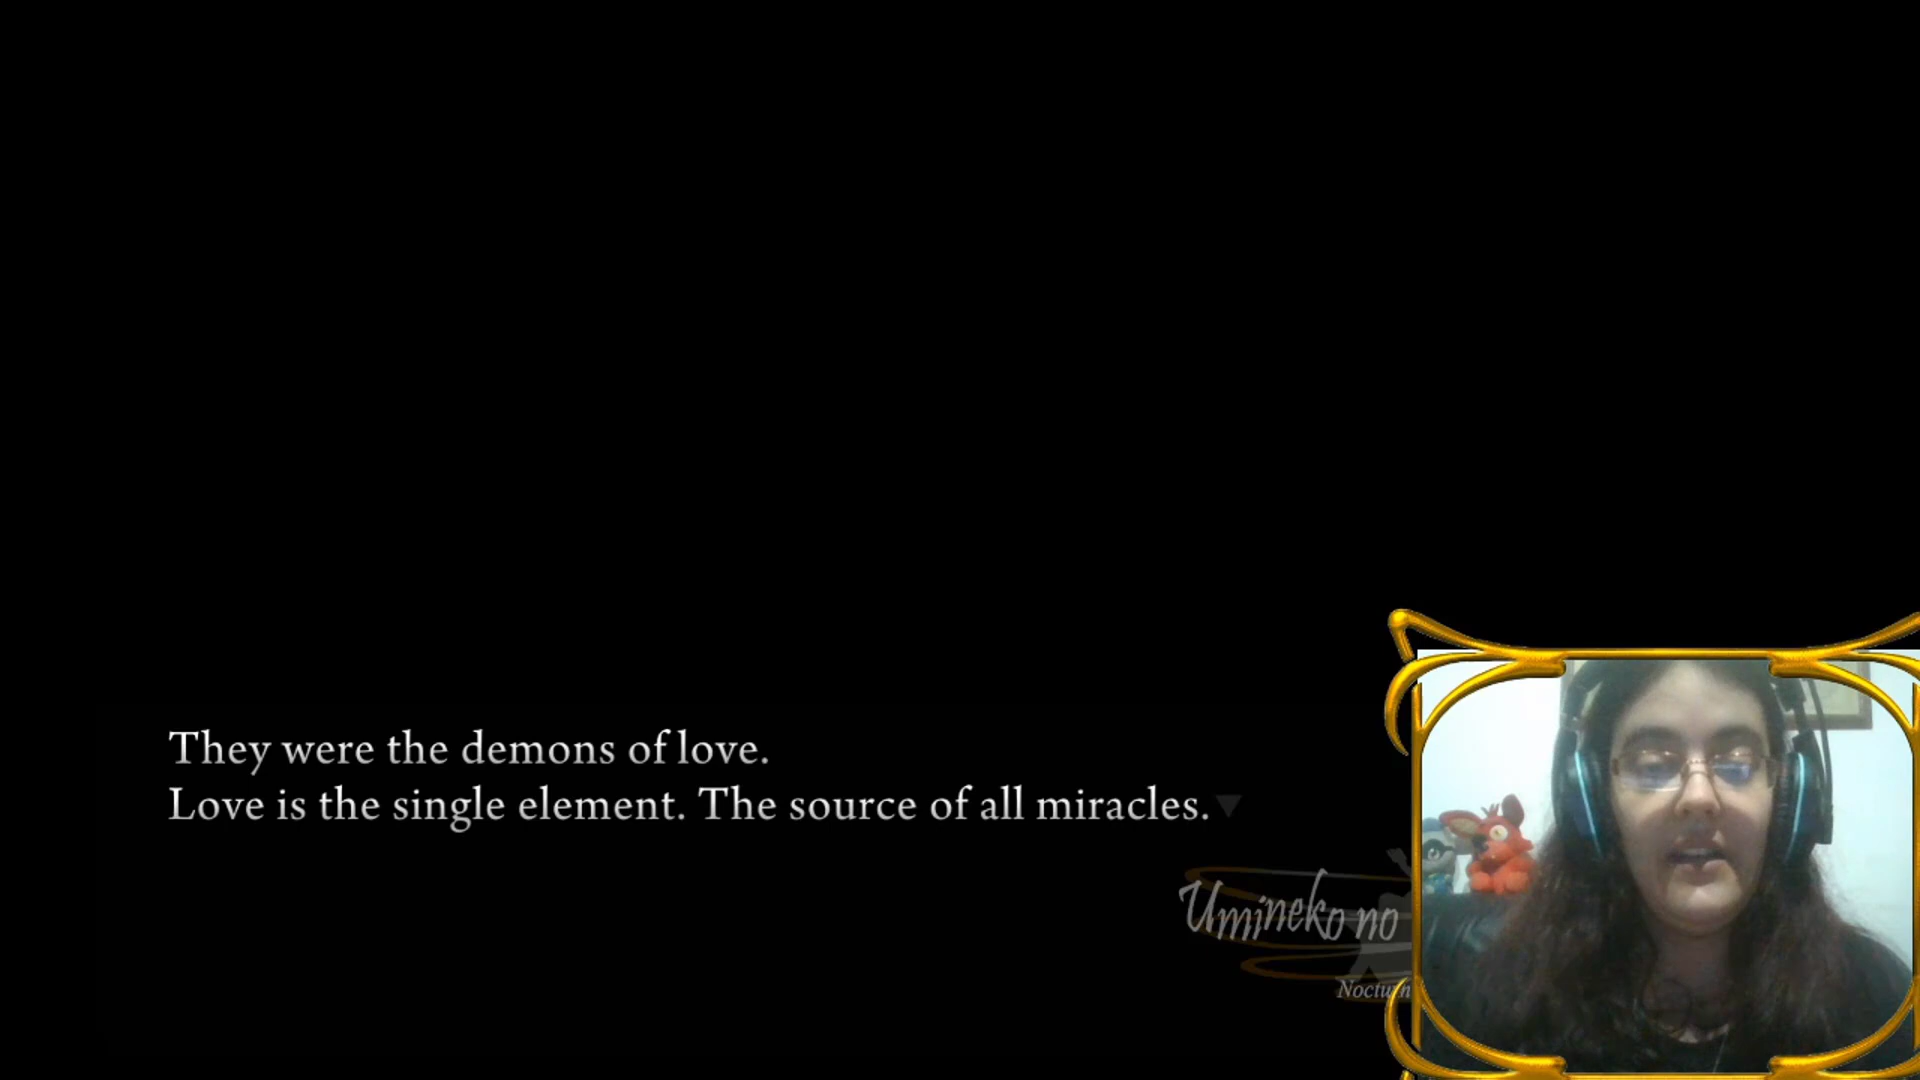 They were the demons of love.
Love is the single element. The source of all miracles.
Umineko no